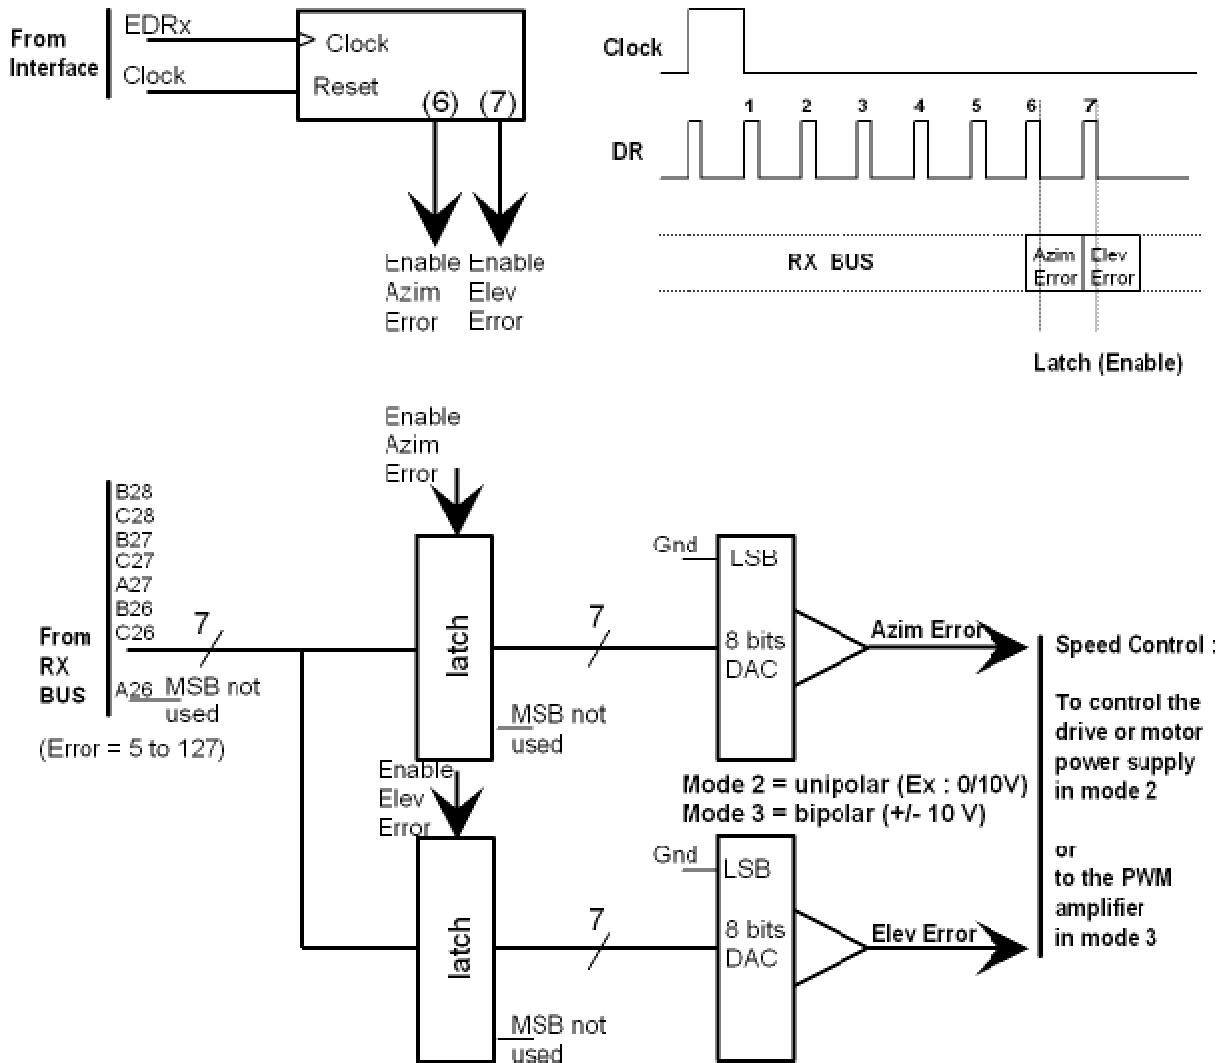 From
Interface
EDRx
Clock
Clock
Reset
(6) (7)
Enable
Azim
Error
Enable
Elev
Error
Clock
1 2 3 4 5 6 7
DR
RX BUS
Azim
Error
Elev
Error
Latch (Enable)
Enable
Azim
Error
B28
C28
B27
C27
A27
B26
C26
From
RX
BUS
7
A26
MSB not
used
(Error = 5 to 127)
latch
7
MSB not
used
Gnd
LSB
8 bits
DAC
Azim Error
Speed Control :
To control the
drive or motor
power supply
in mode 2
or
to the PWM
amplifier
in mode 3
Mode 2 = unipolar (Ex : 0/10V)
Mode 3 = bipolar (+/- 10 V)
Enable
Elev
Error
latch
7
MSB not
used
Gnd
LSB
8 bits
DAC
Elev Error